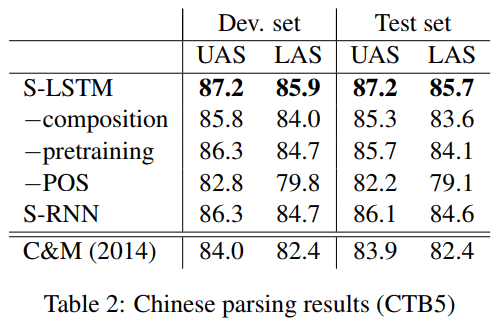 Dev. set Test set
UAS LAS UAS LAS
S-LSTM 87.2 85.9 87.2 85.7
−composition 85.8 84.0 85.3 83.6
−pretraining 86.3 84.7 85.7 84.1
−POS 82.8 79.8 82.2 79.1
S-RNN 86.3 84.7 86.1 84.6
C&M (2014) 84.0 82.4 83.9 82.4
Table 2: Chinese parsing results (CTB5)